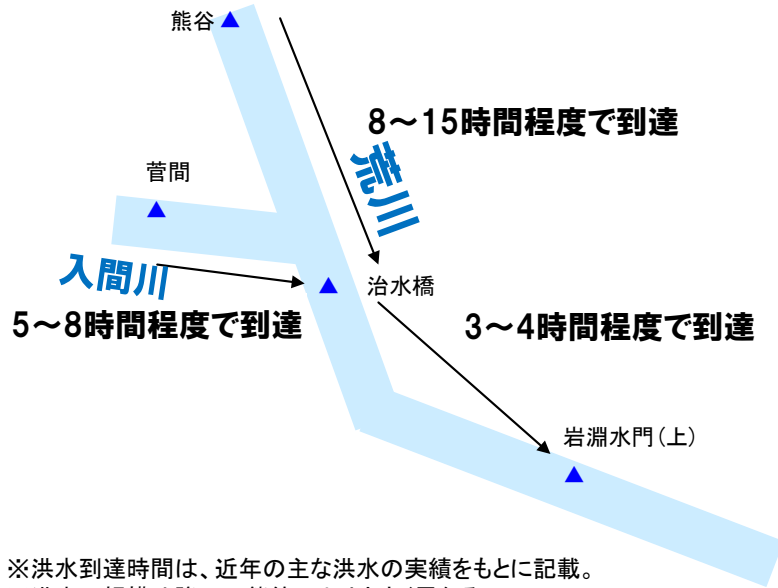 熊谷
8～15時間程度で到達
荒川
菅間
入間川
5～8時間程度で到達
治水橋
3～4時間程度で到達
岩淵水門（上）
※洪水到達時間は、近年の主な洪水の実績をもとに記載。